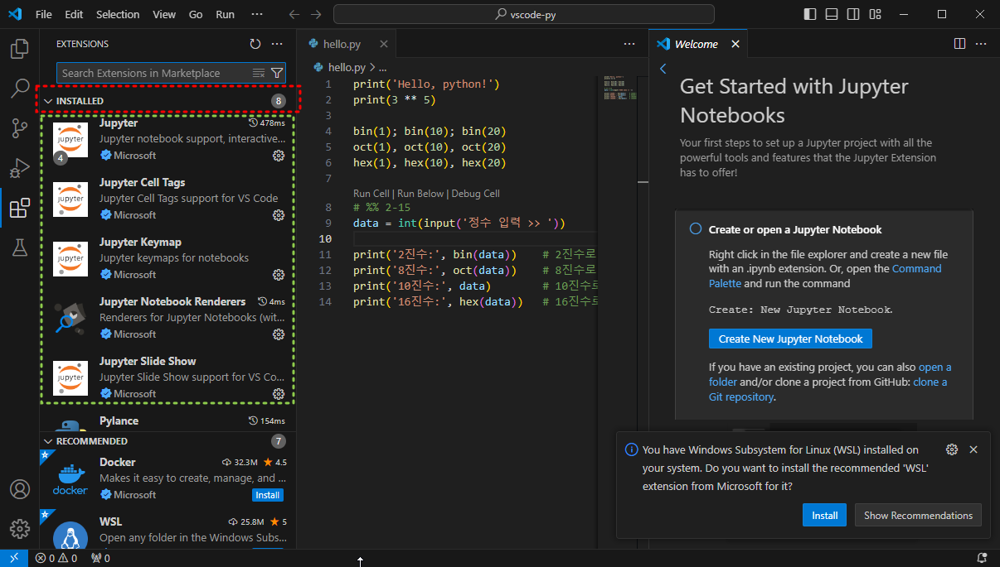 File Edit Selection View Go Run ···
vscode-py
EXTENSIONS
Search Extensions in Marketplace
INSTALLED 8
Jupyter 478ms
Jupyter notebook support, interactive...
Microsoft
jupyter
4
Jupyter Cell Tags
Jupyter Cell Tags support for VS Code
Microsoft
jupyter
Jupyter Keymap
Jupyter keymaps for notebooks
Microsoft
jupyter
Jupyter Notebook Renderers 4ms
Renderers for Jupyter Notebooks (wit...
Microsoft
Jupyter Slide Show
Jupyter Slide Show support for VS Co...
Microsoft
jupyter
Pylance 154ms
RECOMMENDED 7
Docker 32.3M 4.5
Makes it easy to create, manage, and ...
Microsoft Install
docker
WSL 25.8M 5
Open any folder in the Windows Subs...
hello.py
hello.py > ...
1 print('Hello, python!')
2 print(3 ** 5)
3
4 bin(1); bin(10); bin(20)
5 oct(1), oct(10), oct(20)
6 hex(1), hex(10), hex(20)
7
Run Cell | Run Below | Debug Cell
8 # %% 2-15
9 data = int(input('정수 입력 >> '))
10
11 print('2진수:', bin(data)) # 2진수로
12 print('8진수:', oct(data)) # 8진수로
13 print('10진수:', data) # 10진수로
14 print('16진수:', hex(data)) # 16진수로
Welcome
Get Started with Jupyter
Notebooks
Your first steps to set up a Jupyter project with all the
powerful tools and features that the Jupyter Extension
has to offer!
Create or open a Jupyter Notebook
Right click in the file explorer and create a new file
with an .ipynb extension. Or, open the Command
Palette and run the command
Create: New Jupyter Notebook.
Create New Jupyter Notebook
If you have an existing project, you can also open a
folder and/or clone a project from GitHub: clone a
Git repository.
You have Windows Subsystem for Linux (WSL) installed on
your system. Do you want to install the recommended 'WSL'
extension from Microsoft for it?
Install Show Recommendations
0 0 0